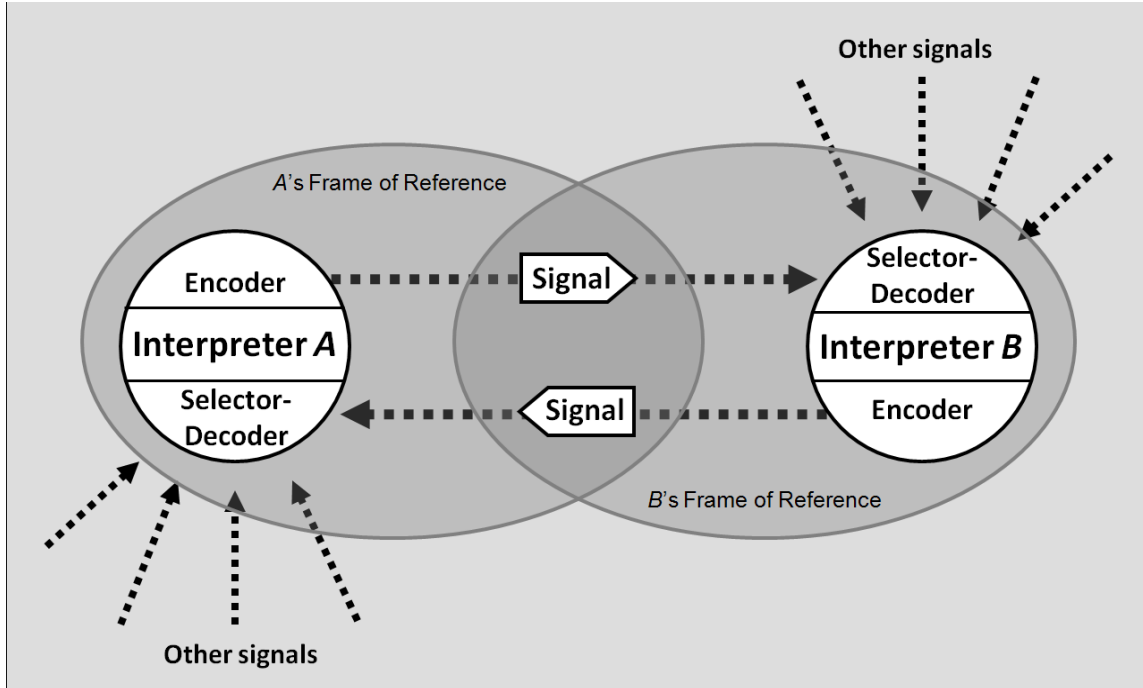 Other signals
A's Frame of Reference
Encoder
Interpreter A
Selector-
Decoder
Signal
Signal
Selector-
Decoder
Interpreter B
Encoder
B's Frame of Reference
Other signals